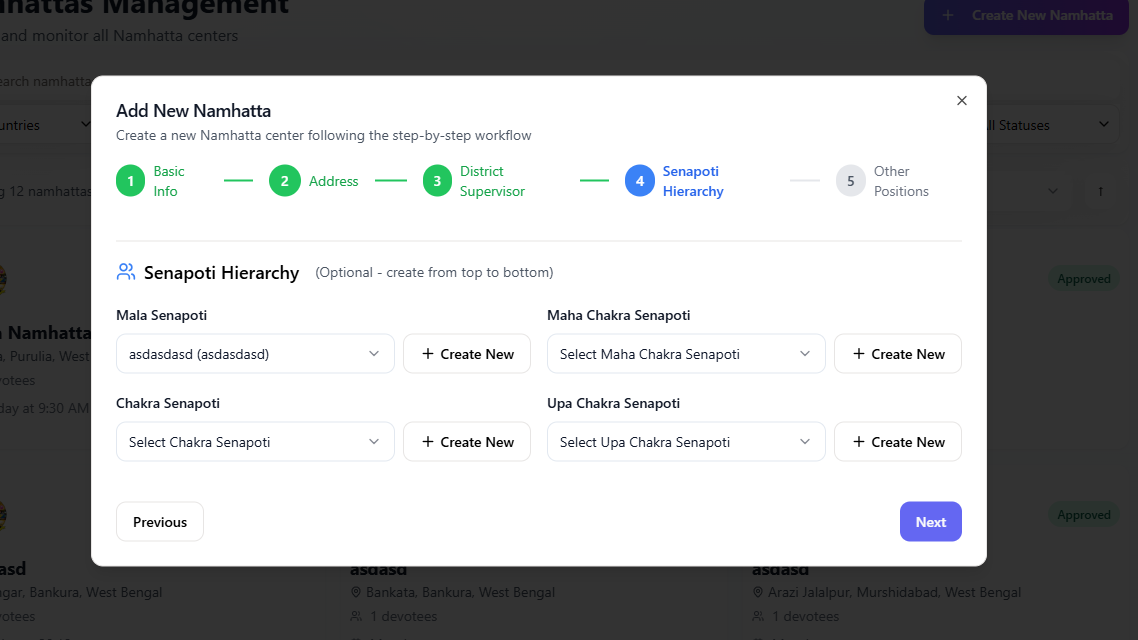 hattas Management
and monitor all Namhatta centers
+ Create New Namhatta
earch namhatta
untries
ll Statuses
g 12 namhattas
↑
Add New Namhatta
Create a new Namhatta center following the step-by-step workflow
1 Basic Info
2 Address
3 District Supervisor
4 Senapoti Hierarchy
5 Other Positions
Senapoti Hierarchy (Optional - create from top to bottom)
Mala Senapoti
asdasdasd (asdasdasd)
+ Create New
Maha Chakra Senapoti
Select Maha Chakra Senapoti
+ Create New
Chakra Senapoti
Select Chakra Senapoti
+ Create New
Upa Chakra Senapoti
Select Upa Chakra Senapoti
+ Create New
Previous
Next
Approved
a Namhatta
a, Purulia, West
otees
day at 9:30 AM
Approved
asd
gar, Bankura, West Bengal
votees
asdasd
Bankata, Bankura, West Bengal
1 devotees
asdasd
Arazi Jalalpur, Murshidabad, West Bengal
1 devotees